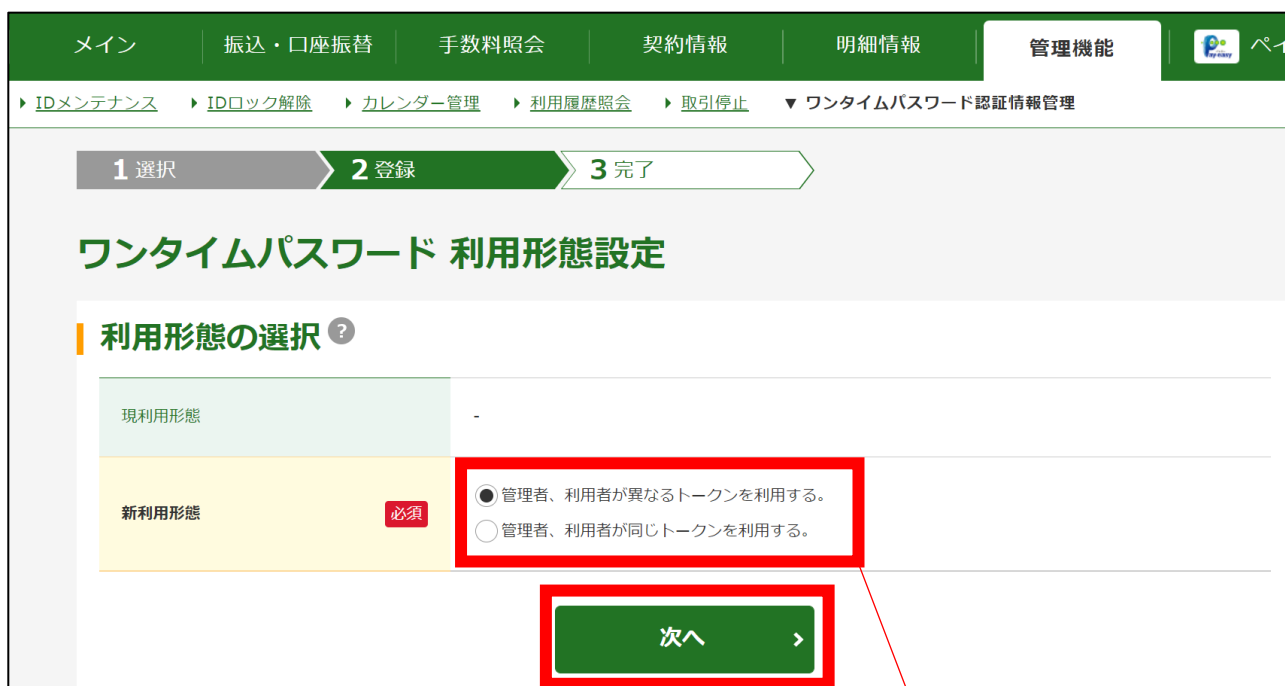 メイン 振込・口座振替 手数料照会 契約情報 明細情報 管理機能 Pay-easy ペイ
IDメンテナンス IDロック解除 カレンダー管理 利用履歴照会 取引停止 ▼ ワンタイムパスワード認証情報管理
1 選択 2 登録 3 完了
ワンタイムパスワード 利用形態設定
利用形態の選択 ?
現利用形態 -
新利用形態 必須
管理者、利用者が異なるトークンを利用する。
管理者、利用者が同じトークンを利用する。
次へ